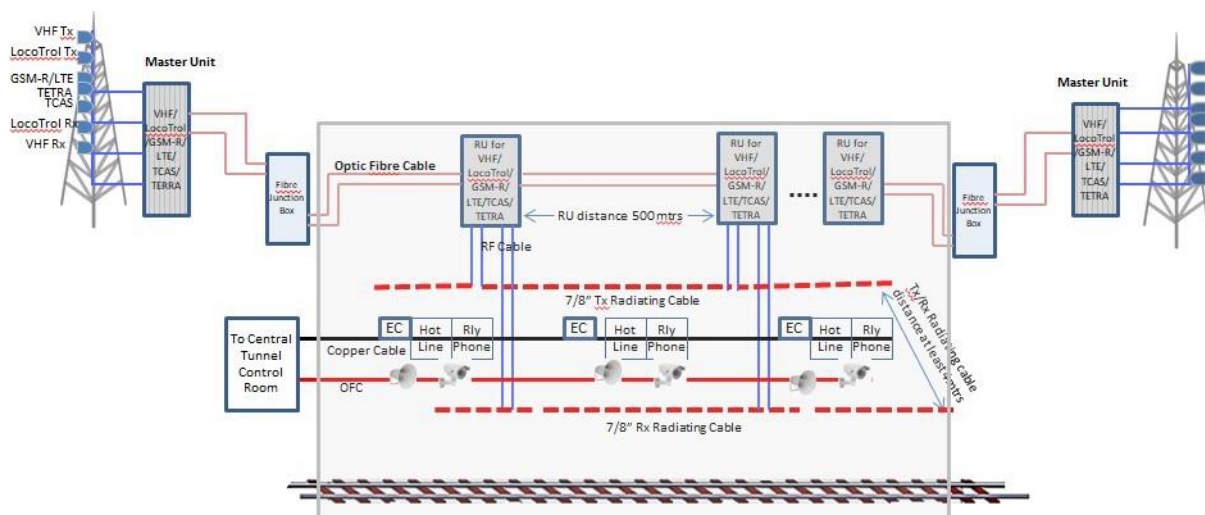 VHF Tx
LocoTrol Tx
GSM-R/LTE
TETRA
TCAS
LocoTrol Rx
VHF Rx
Master Unit
VHF/
LocoTrol
/GSM-R/
LTE/
TCAS/
TERRA
Fibre
Junction
Box
Optic Fibre Cable
RU for
VHF/
LocoTrol/
GSM-R/
LTE/TCAS/
TETRA
RU distance 500 mtrs
RU for
VHF/
LocoTrol/
GSM-R/
LTE/TCAS/
TETRA
....
RU for
VHF/
LocoTrol/
GSM-R/
LTE/TCAS/
TETRA
Fibre
Junction
Box
Master Unit
VHF/
LocoTrol
/GSM-R/
LTE/
TCAS/
TETRA
RF Cable
7/8" Tx Radiating Cable
Tx/Rx Radiating cable
distance at least 4 mtrs
To Central
Tunnel
Control
Room
Copper Cable
EC
Hot
Line
Rly
Phone
EC
Hot
Line
Rly
Phone
EC
Hot
Line
Rly
Phone
OFC
7/8" Rx Radiating Cable